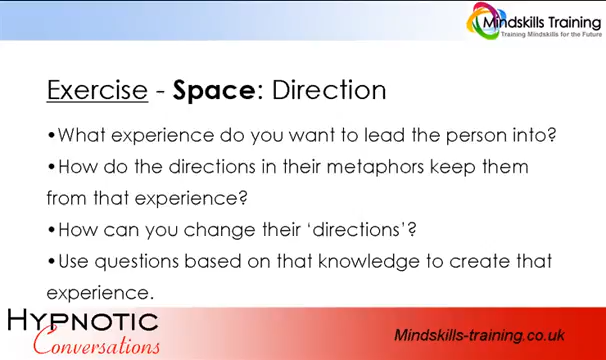 Mindskills Training
Training Mindskills for the Future
Exercise - Space: Direction
•What experience do you want to lead the person into?
•How do the directions in their metaphors keep them
from that experience?
•How can you change their ‘directions’?
•Use questions based on that knowledge to create that
experience.
HYPNOTIC
Conversations
Mindskills-training.co.uk